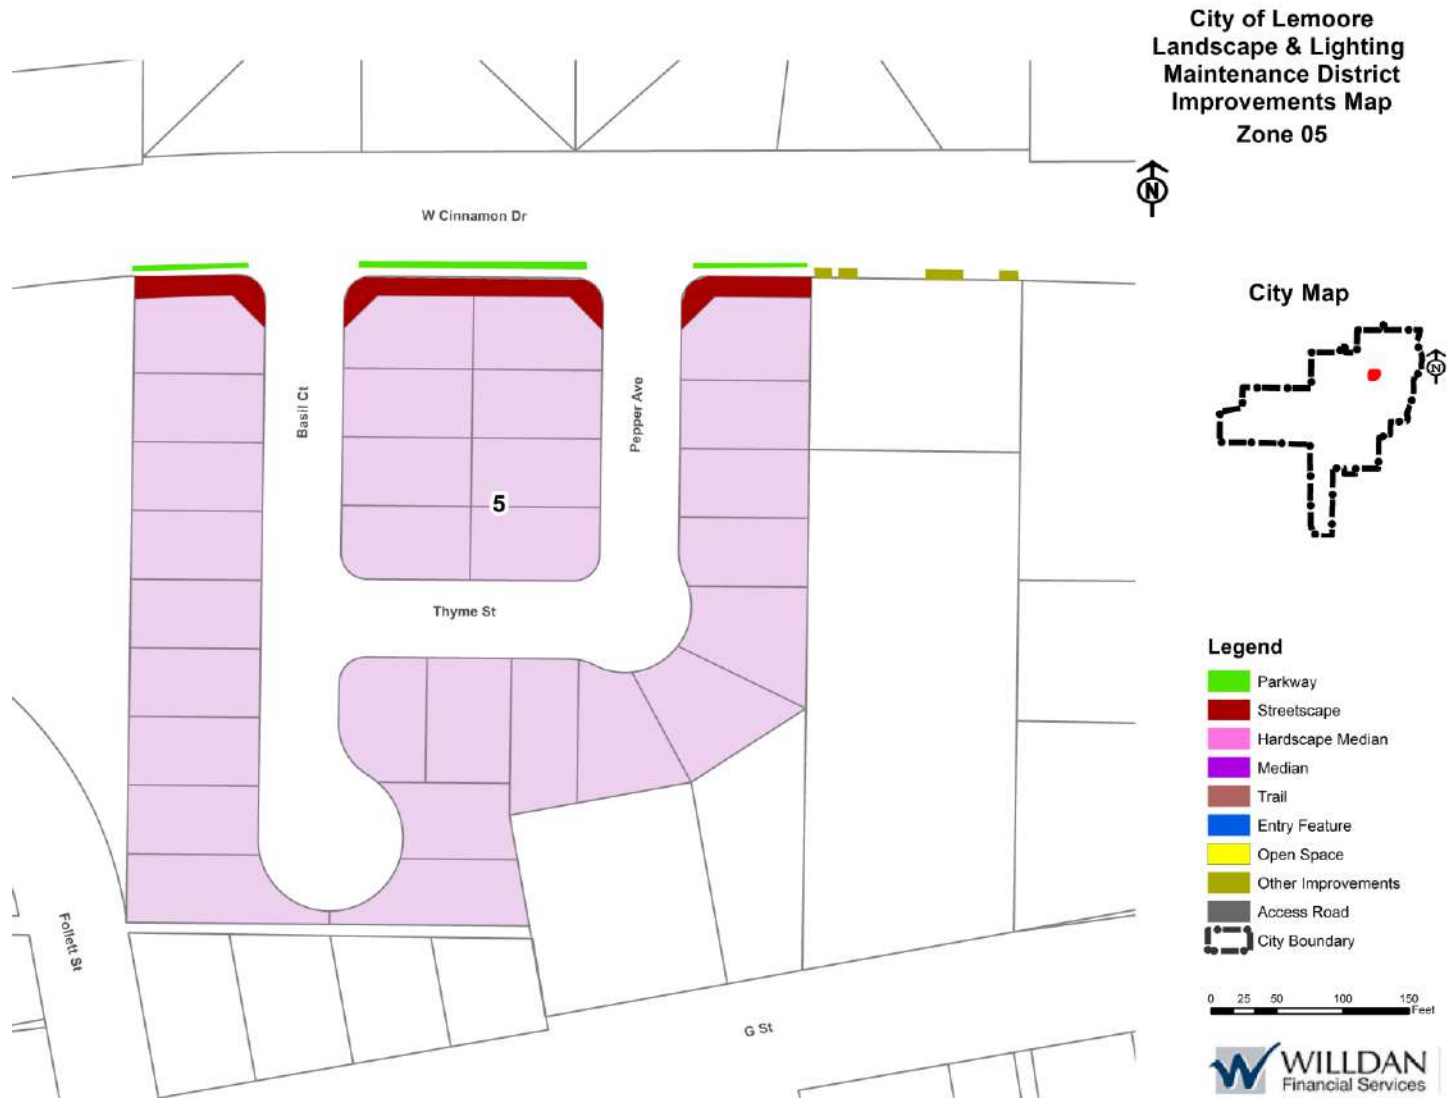 City of Lemoore
Landscape & Lighting
Maintenance District
Improvements Map
Zone 05
N
W Cinnamon Dr
City Map
N
Basil Ct
Pepper Ave
5
Thyme St
Legend
Parkway
Streetscape
Hardscape Median
Median
Trail
Entry Feature
Open Space
Other Improvements
Access Road
City Boundary
Follett St
G St
0 25 50 100 150
Feet
WILLDAN
Financial Services